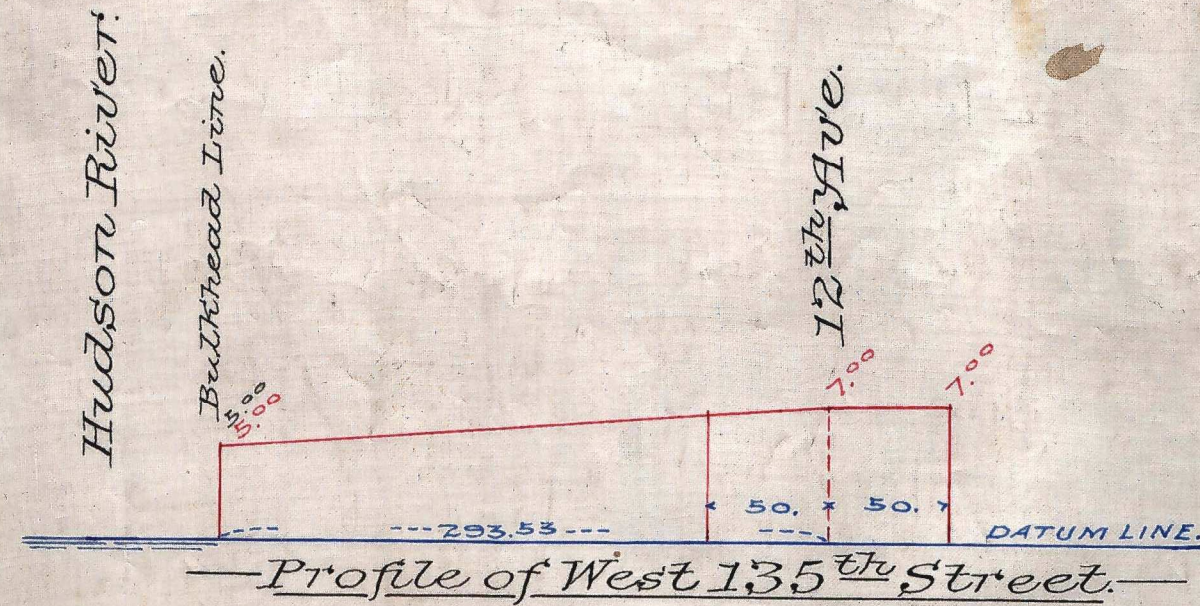 Hudson River.
Bulkhead Line.
12th Ave.
5.00
5.00
7.00
7.00
293.53
50.
50.
DATUM LINE.
Profile of West 135th Street.